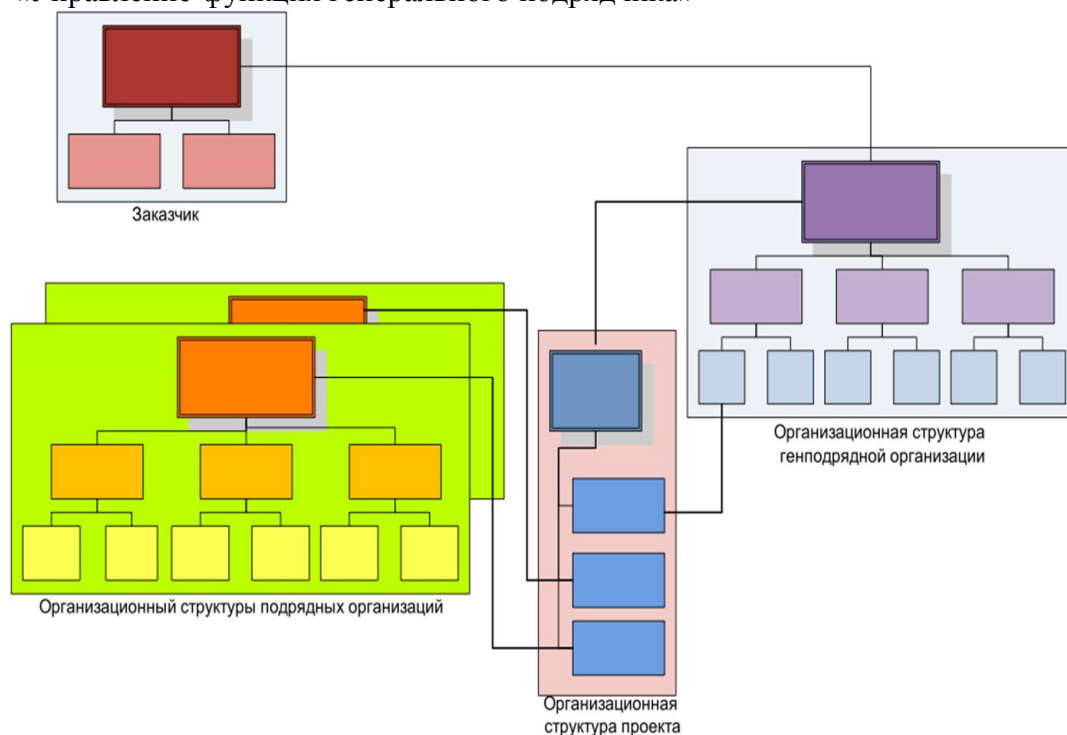 Заказчик
Организационная структура
генподрядной организации
Организационный структуры подрядных организаций
Организационная
структура проекта